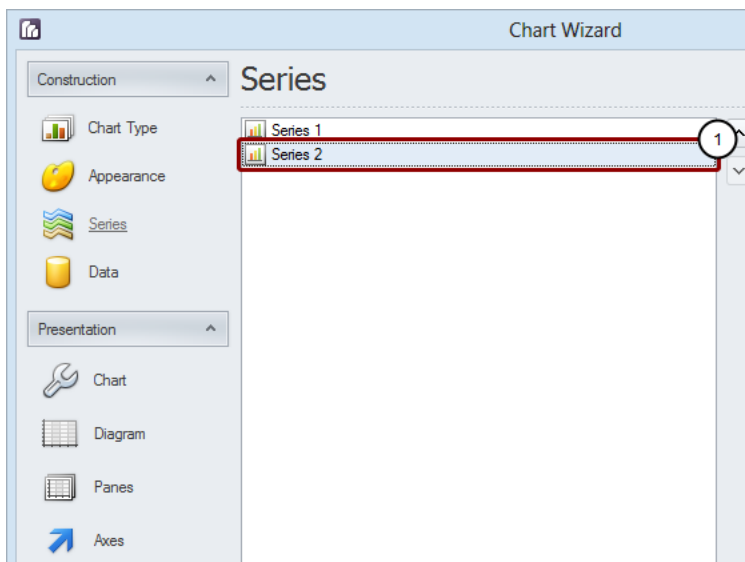 Chart Wizard
Construction
Chart Type
Appearance
Series
Data
Presentation
Chart
Diagram
Panes
Axes
Series
Series 1
Series 2
1